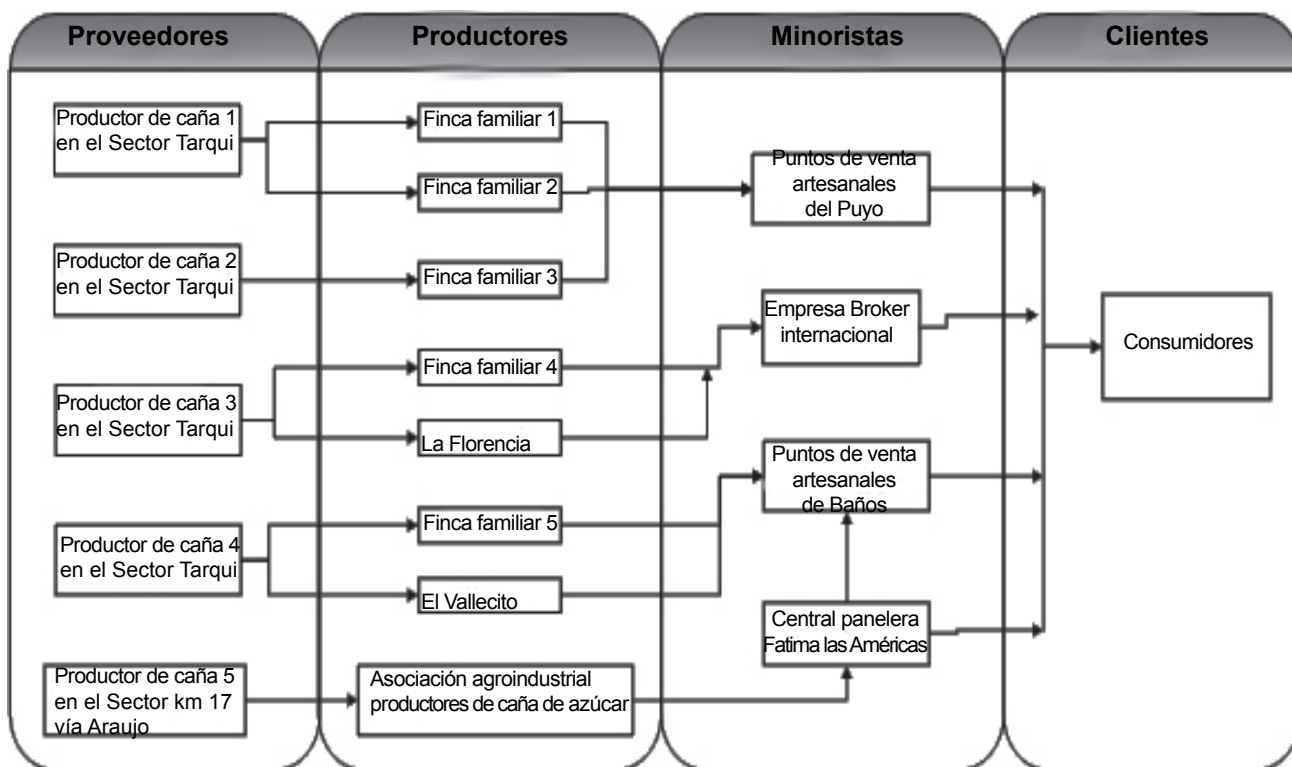 Proveedores
Productores
Minoristas
Clientes
Productor de caña 1
en el Sector Tarqui
Productor de caña 2
en el Sector Tarqui
Productor de caña 3
en el Sector Tarqui
Productor de caña 4
en el Sector Tarqui
Productor de caña 5
en el Sector km 17
vía Araujo
Finca familiar 1
Finca familiar 2
Finca familiar 3
Finca familiar 4
La Florencia
Finca familiar 5
El Vallecito
Asociación agroindustrial
productores de caña de azúcar
Puntos de venta
artesanales
del Puyo
Empresa Broker
internacional
Puntos de venta
artesanales
de Baños
Central panelera
Fatima las Américas
Consumidores